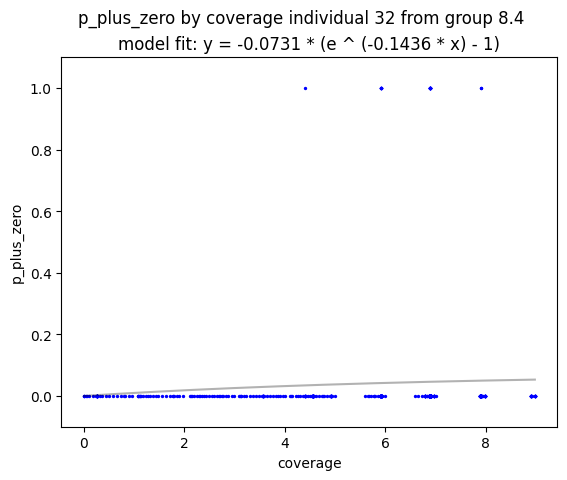 p_plus_zero by coverage individual 32 from group 8.4
model fit: y = -0.0731 * (e ^ (-0.1436 * x) - 1)
1.0
0.8
0.6
0.4
0.2
0.0
p_plus_zero
0 2 4 6 8
coverage